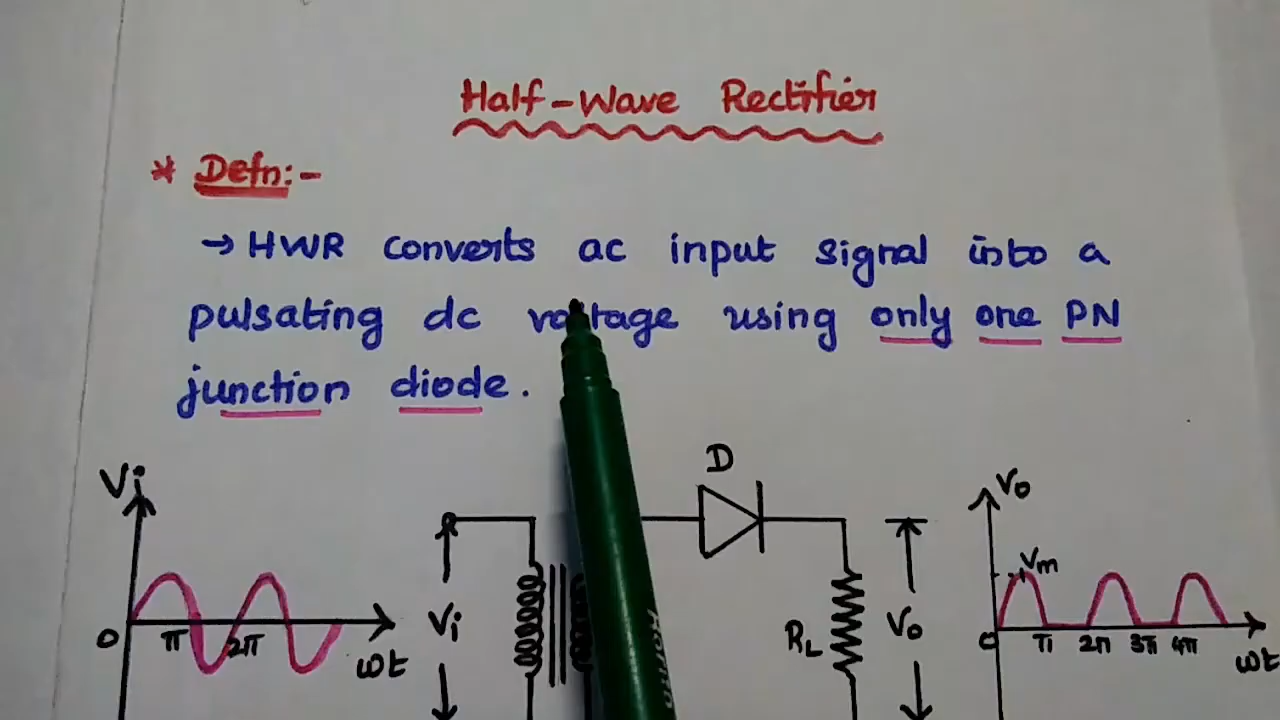 Half-Wave Rectifier
* Defn:-
→ HWR converts ac input signal into a
pulsating dc voltage using only one PN
junction diode.
Vi
0 π 2π ωt
D
Vi
RL
Vo
Vo
Vm
0 π 2π 3π 4π ωt